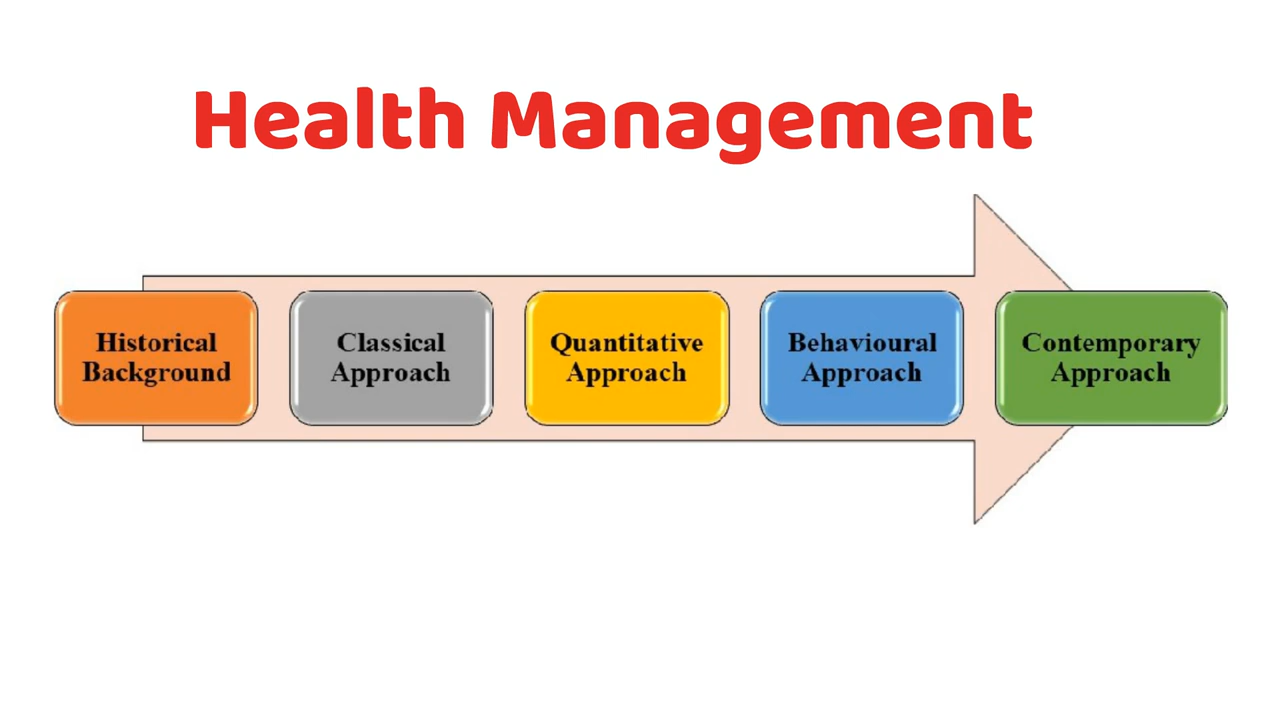 Health Management
Historical
Background
Classical
Approach
Quantitative
Approach
Behavioural
Approach
Contemporary
Approach